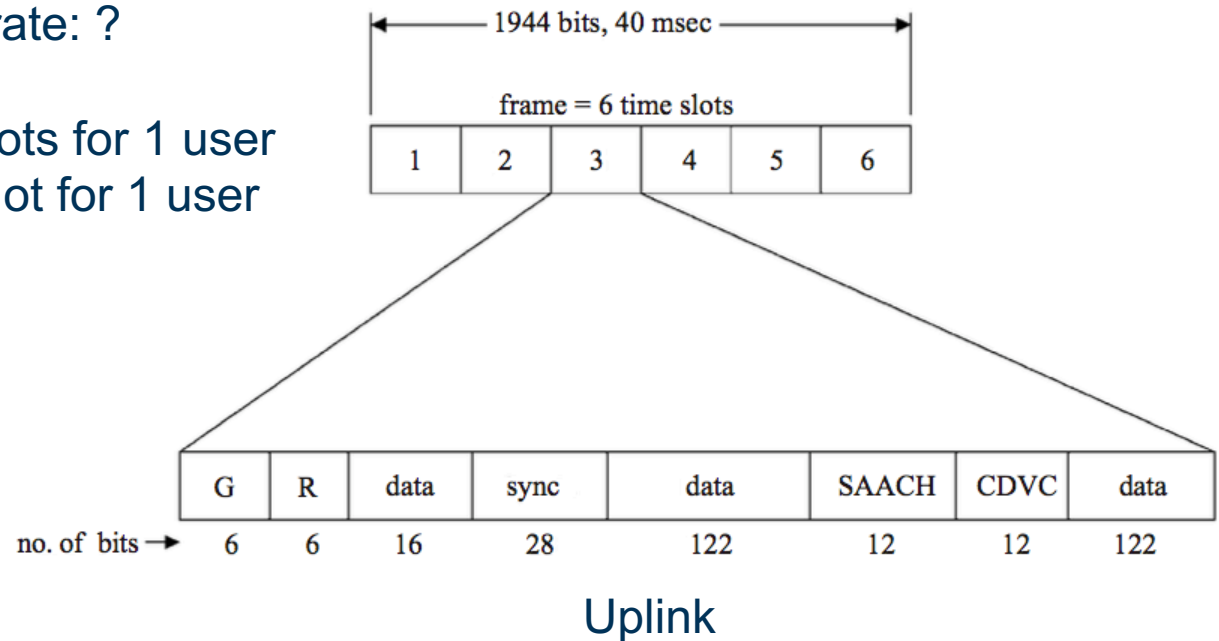 rate: ?
1944 bits, 40 msec
frame = 6 time slots
ots for 1 user
ot for 1 user
1 2 3 4 5 6
G R data sync data SAACH CDVC data
no. of bits 6 6 16 28 122 12 12 122
Uplink